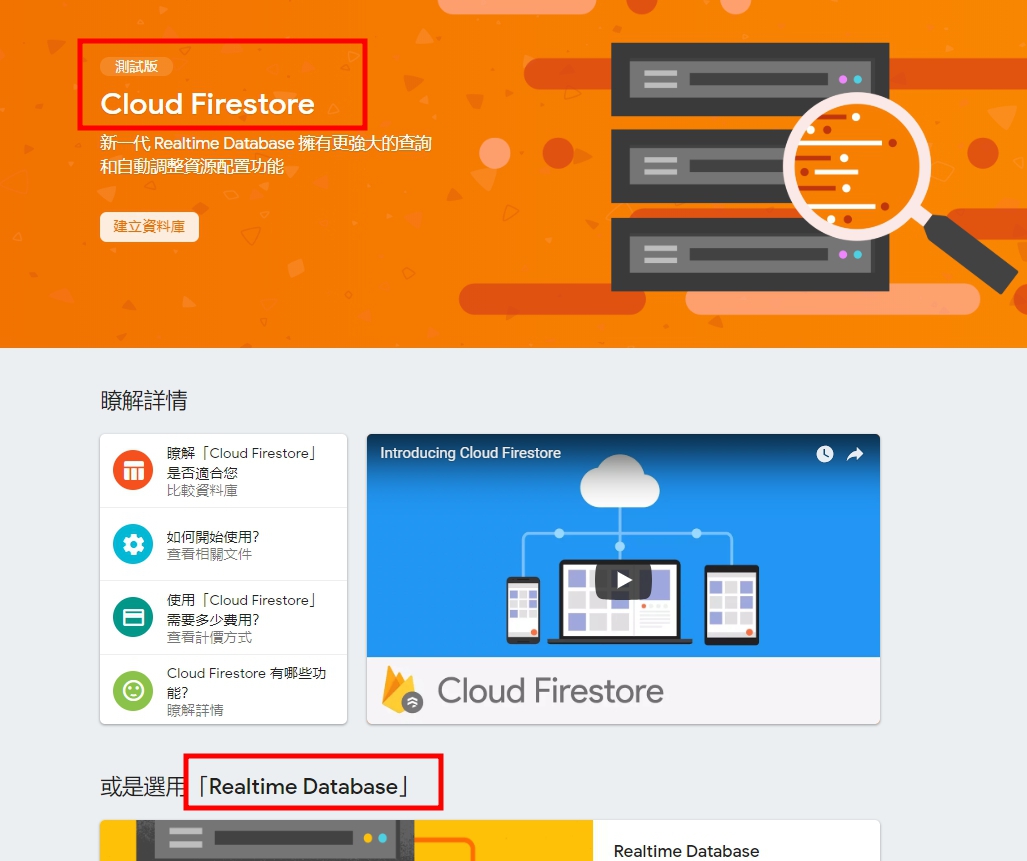 測試版
Cloud Firestore
新一代 Realtime Database 擁有更強大的查詢
和自動調整資源配置功能
建立資料庫
瞭解詳情
瞭解「Cloud Firestore」
是否適合您
比較資料庫
如何開始使用?
查看相關文件
使用「Cloud Firestore」
需要多少費用?
查看計價方式
Cloud Firestore 有哪些功
能?
瞭解詳情
Introducing Cloud Firestore
Cloud Firestore
或是選用「Realtime Database」
Realtime Database